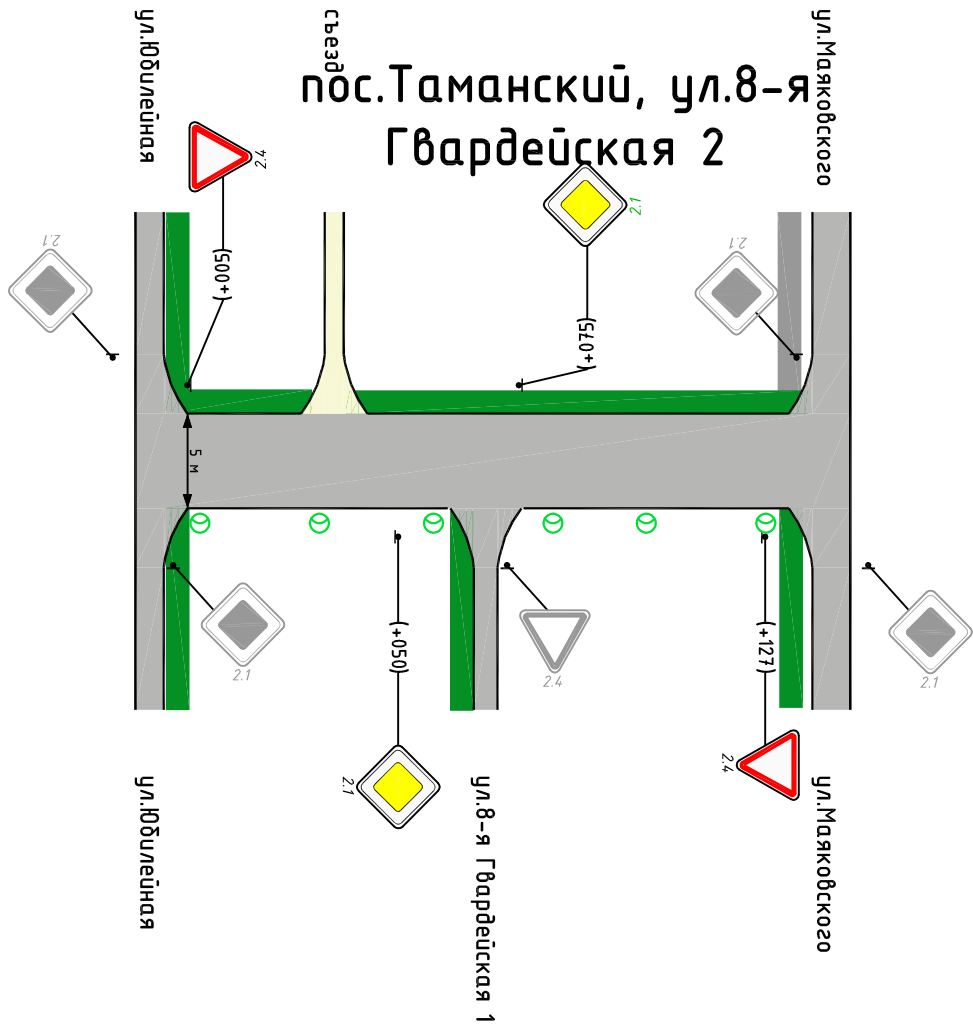 ул.Юбилейная
съезд
ул.Маяковского
пос.Таманский, ул.8-я
Гвардейская 2
2.4
2.1
2.1
2.1
(+005)
(+075)
5 м
2.1
(+050)
2.4
(+127)
2.1
2.1
2.4
ул.Юбилейная
ул.8-я Гвардейская 1
ул.Маяковского